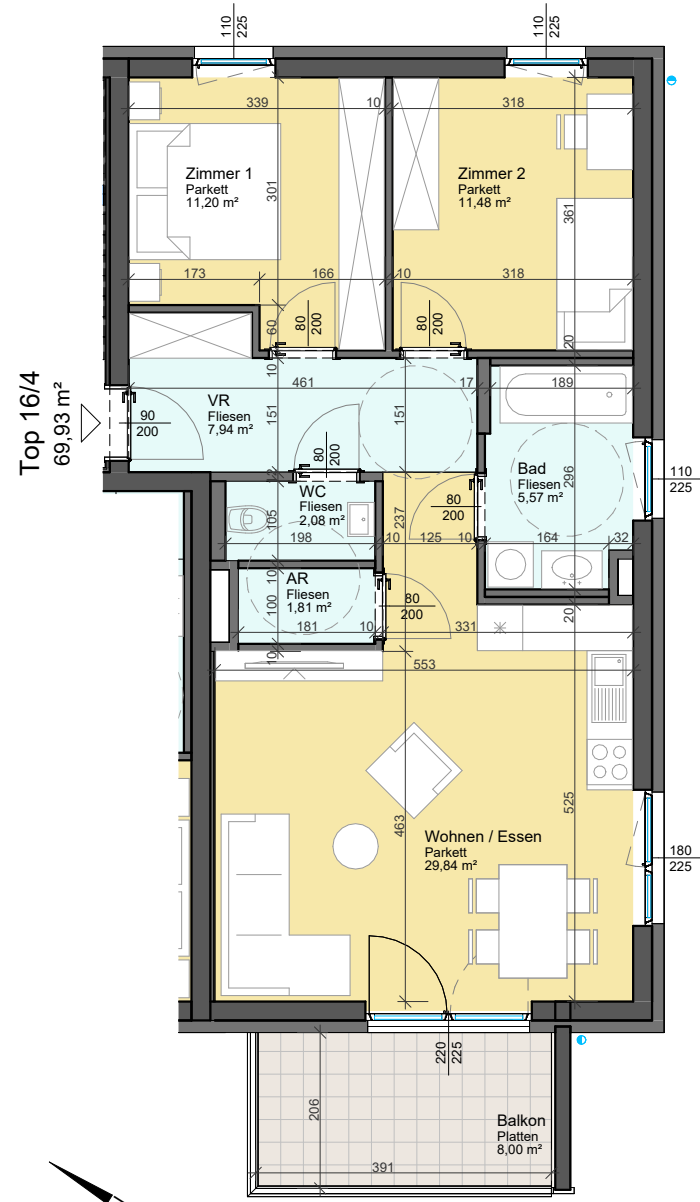 110
225
110
225
339
10
318
Zimmer 1
Parkett
11,20 m²
301
Zimmer 2
Parkett
11,48 m²
361
173
166
10
318
60
80
200
80
200
20
10
461
17
189
Top 16/4
69,93 m²
90
200
VR
Fliesen
7,94 m²
151
151
80
200
Bad
Fliesen
5,57 m²
296
110
225
12
WC
Fliesen
2,08 m²
105
80
200
237
198
10
125
10
164
32
10
AR
Fliesen
1,81 m²
100
80
200
20
181
10
331
10
553
463
525
Wohnen / Essen
Parkett
29,84 m²
180
225
220
225
206
Balkon
Platten
8,00 m²
391